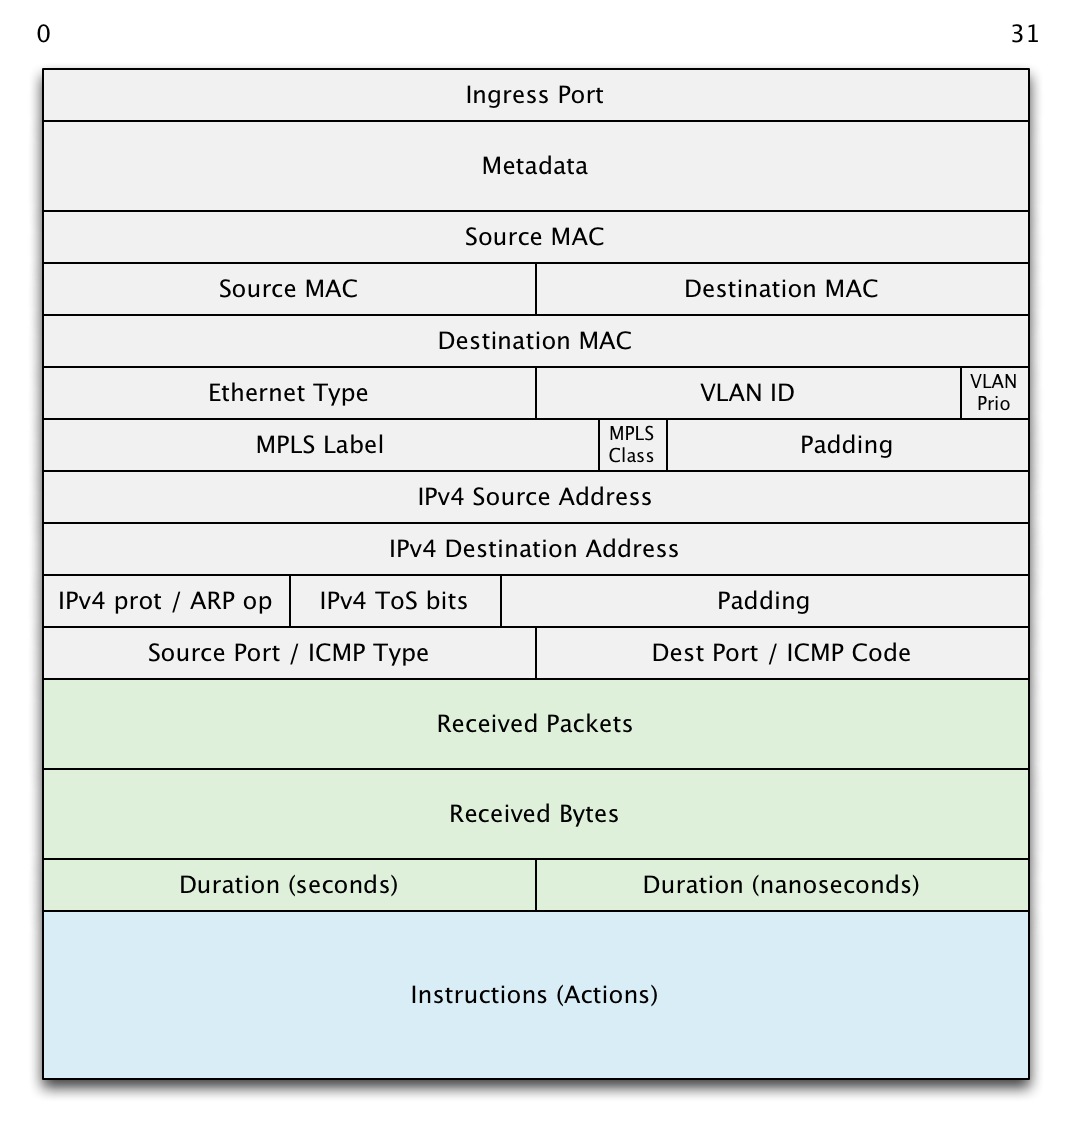 0 31
Ingress Port
Metadata
Source MAC
Source MAC Destination MAC
Destination MAC
Ethernet Type VLAN ID VLAN
Prio
MPLS Label MPLS
Class Padding
IPv4 Source Address
IPv4 Destination Address
IPv4 prot / ARP op IPv4 ToS bits Padding
Source Port / ICMP Type Dest Port / ICMP Code
Received Packets
Received Bytes
Duration (seconds) Duration (nanoseconds)
Instructions (Actions)